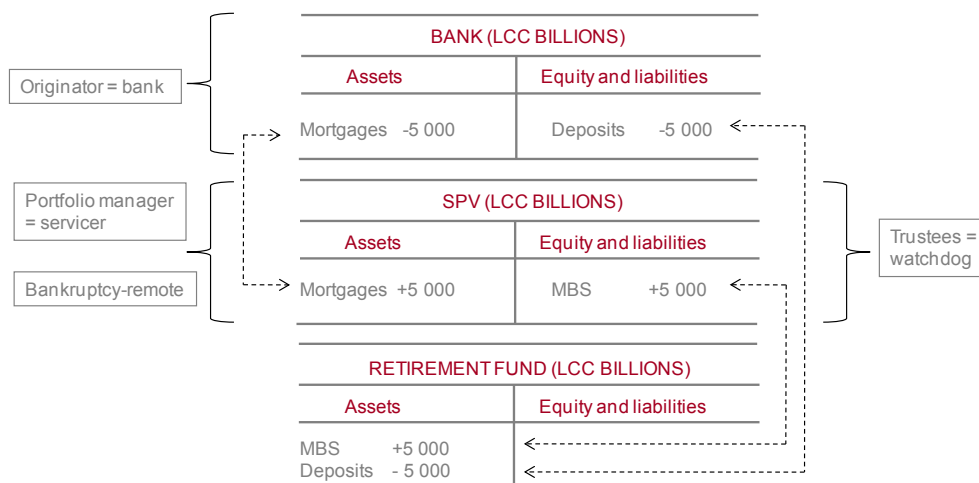 BANK (LCC BILLIONS)
Assets Equity and liabilities
Originator = bank
Mortgages -5 000 Deposits -5 000
Portfolio manager
= servicer
Bankruptcy-remote
SPV (LCC BILLIONS)
Assets Equity and liabilities
Mortgages +5 000 MBS +5 000
Trustees =
watchdog
RETIREMENT FUND (LCC BILLIONS)
Assets Equity and liabilities
MBS +5 000
Deposits - 5 000